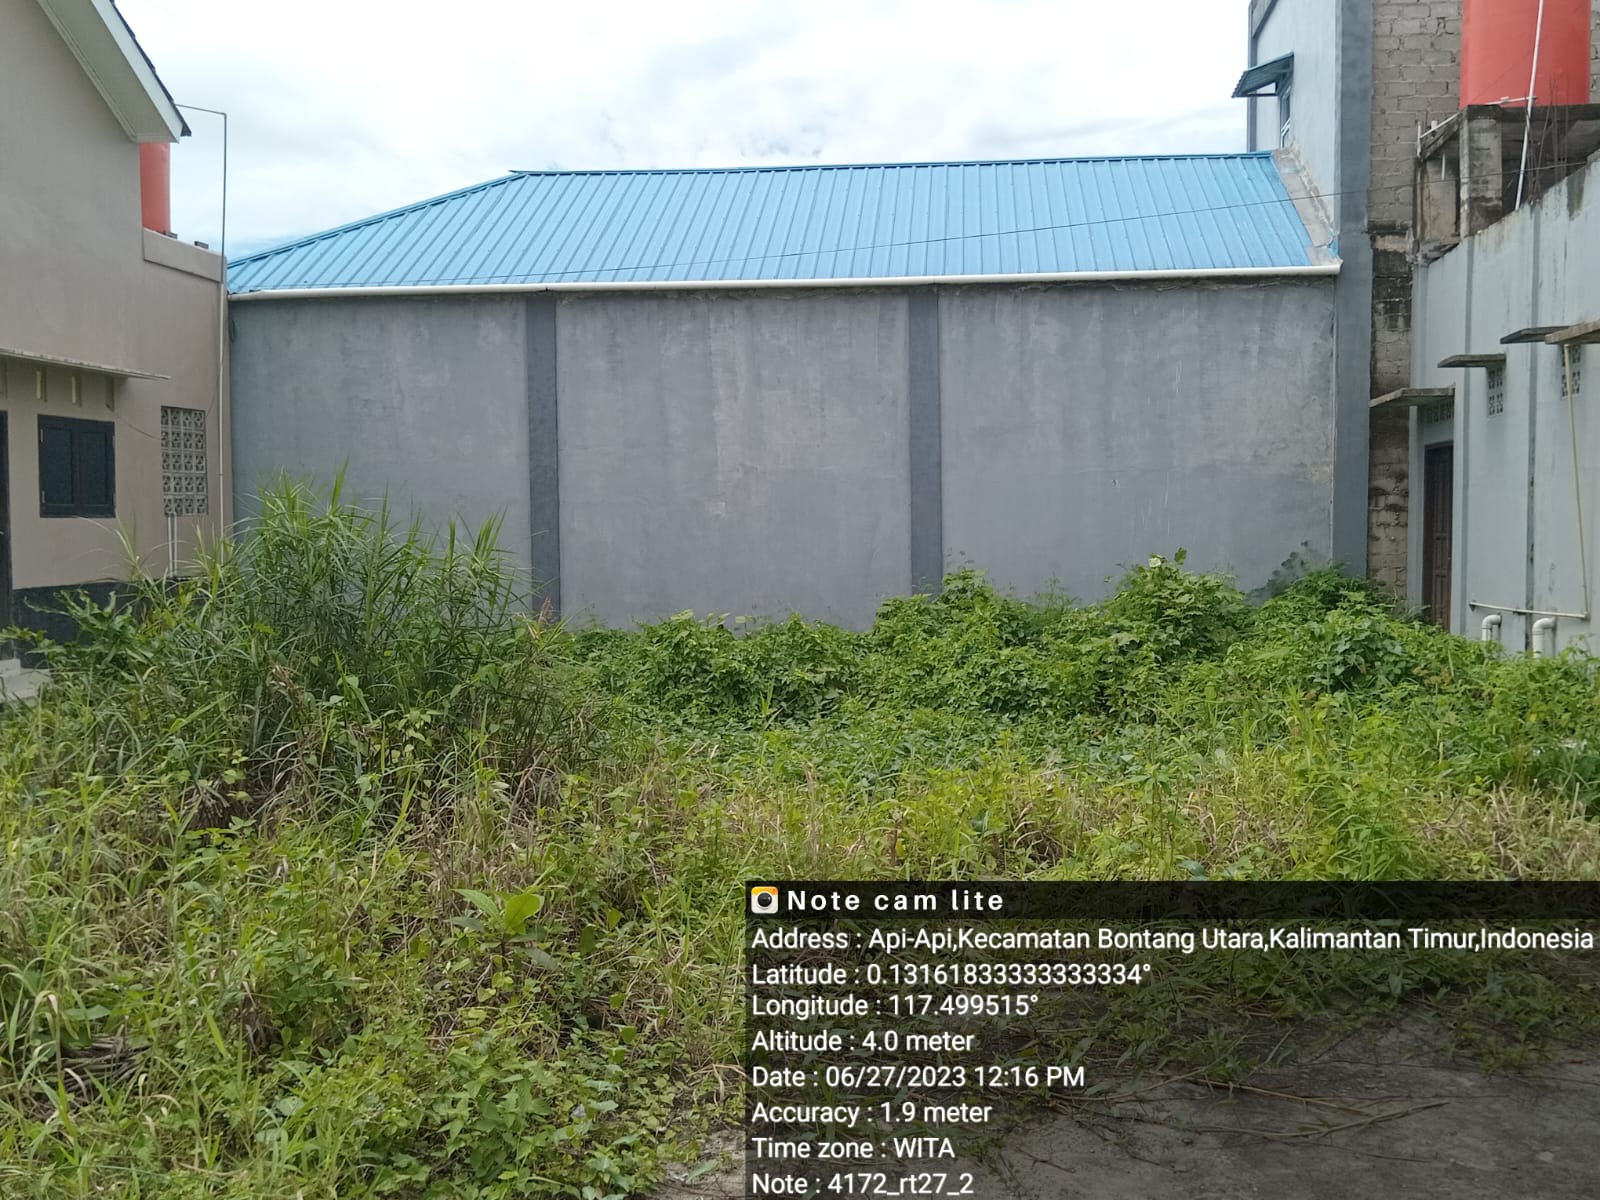 Note cam lite
Address : Api-Api,Kecamatan Bontang Utara,Kalimantan Timur,Indonesia
Latitude : 0.13161833333333334°
Longitude : 117.499515°
Altitude : 4.0 meter
Date : 06/27/2023 12:16 PM
Accuracy : 1.9 meter
Time zone : WITA
Note : 4172_rt27_2